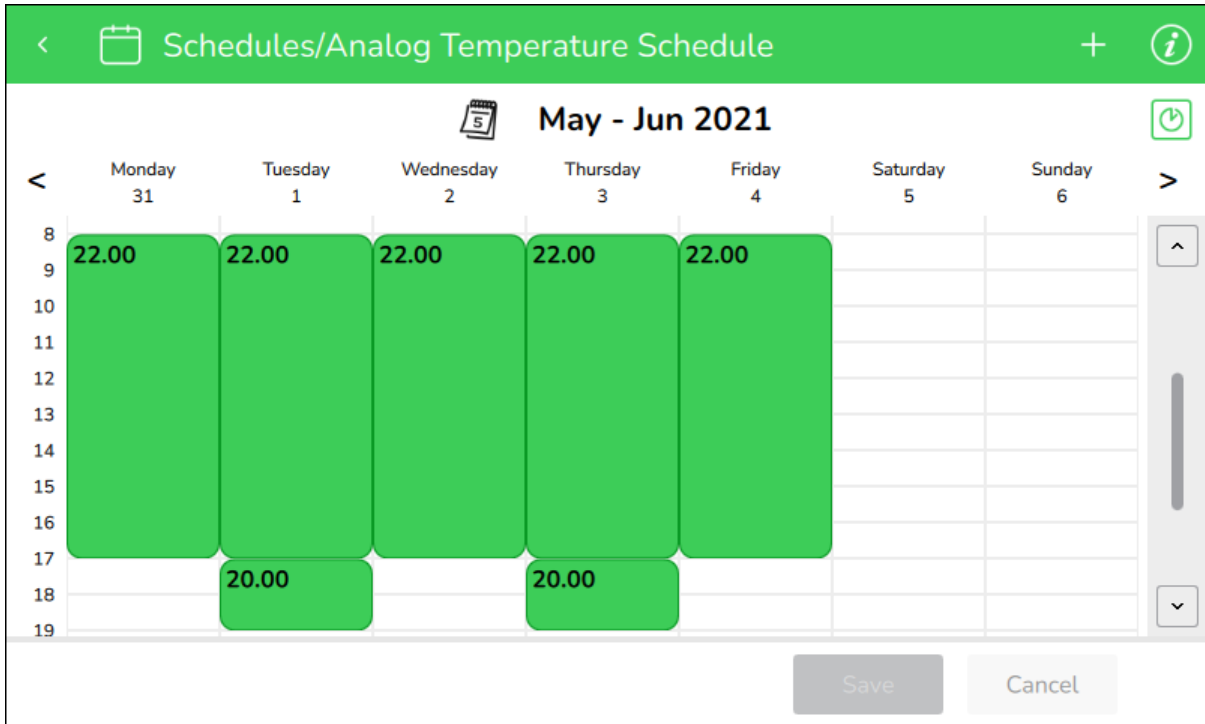 Schedules/Analog Temperature Schedule
5 May - Jun 2021
< Monday Tuesday Wednesday Thursday Friday Saturday Sunday >
31 1 2 3 4 5 6
8
22.00 22.00 22.00 22.00 22.00
9
10
11
12
13
14
15
16
17
20.00 20.00
18
19
Save Cancel